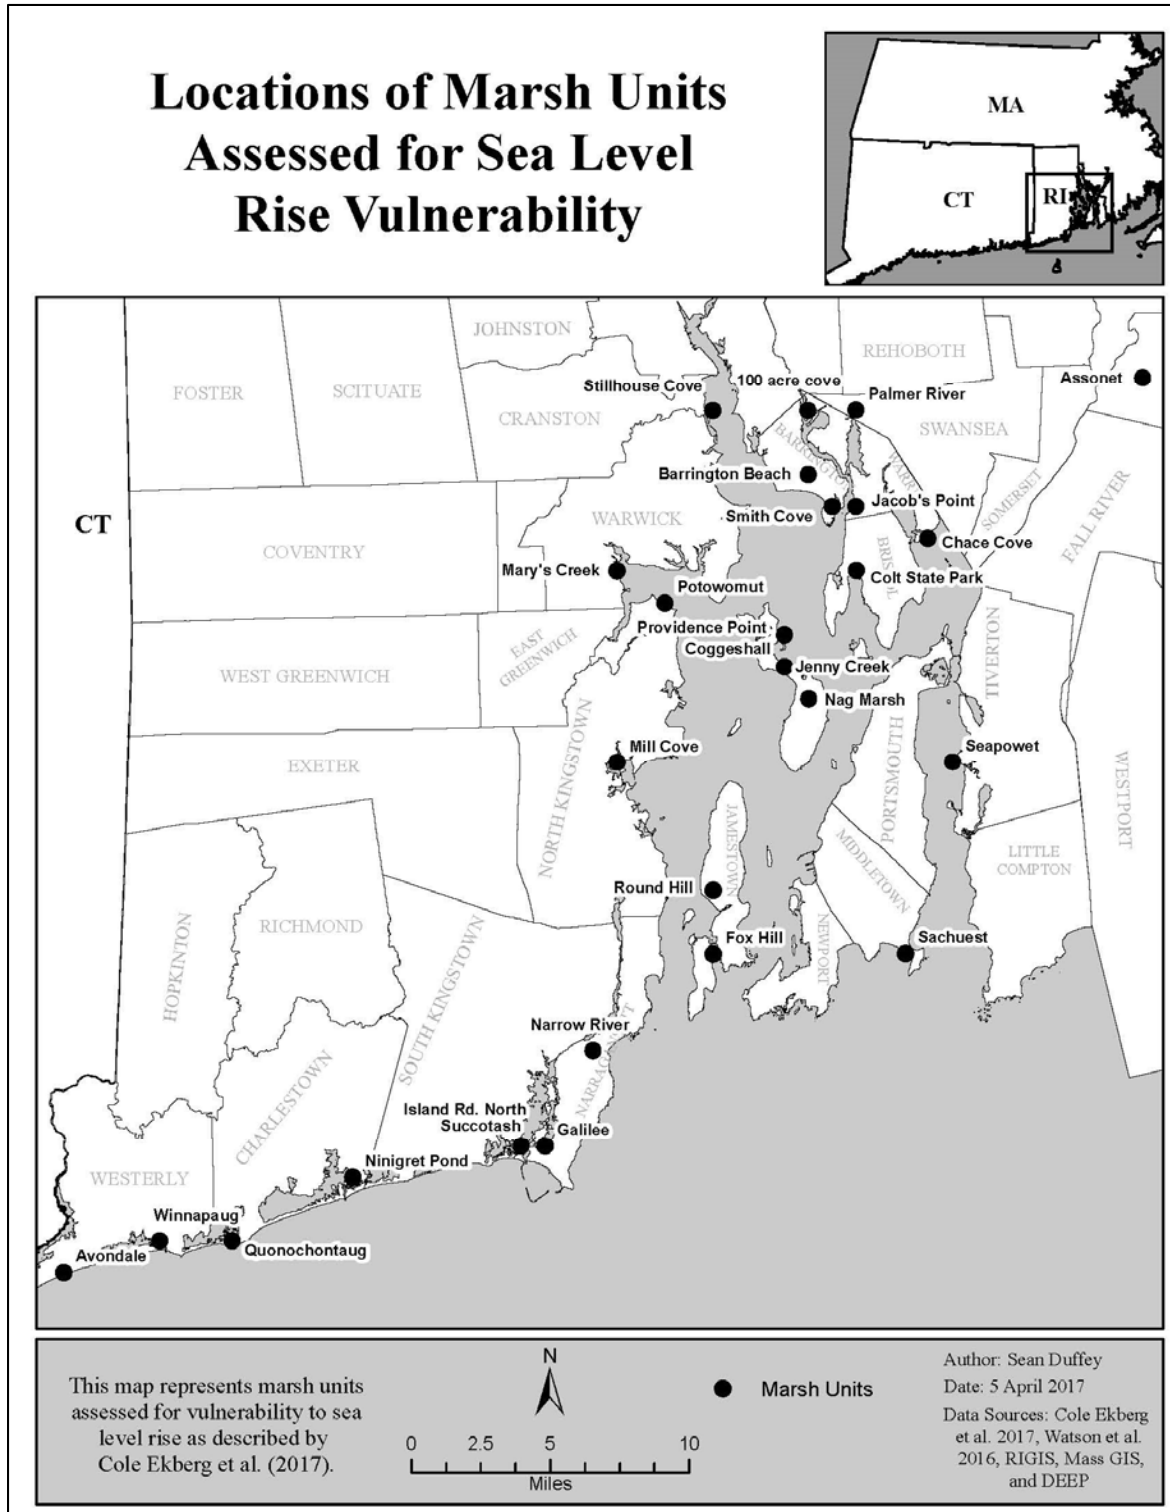 Locations of Marsh Units
Assessed for Sea Level
Rise Vulnerability
MA
CT
RI
JOHNSTON
REHOBOTH
FOSTER
SCITUATE
Stillhouse Cove
100 acre cove
Assonet
Palmer River
CRANSTON
SWANSEA
BARRINGTON
Barrington Beach
WARR
SOMERSET
FALL RIVER
CT
WARWICK
Smith Cove
Jacob's Point
COVENTRY
Chace Cove
BRISTOL
Mary's Creek
Colt State Park
Potowomut
Providence Point
Coggeshall
EAST
GREENWICH
TIVERTON
WEST GREENWICH
Jenny Creek
Nag Marsh
NORTH KINGSTOWN
Mill Cove
Seapowet
EXETER
PORTSMOUTH
WESTPORT
JAMESTOWN
MIDDLETOWN
LITTLE
COMPTON
Round Hill
HOPKINTON
RICHMOND
SOUTH KINGSTOWN
Fox Hill
NEWPORT
Sachuest
Narrow River
NARRAGANSETT
CHARLESTOWN
Island Rd. North
Succotash
Galilee
WESTERLY
Ninigret Pond
Winnapaug
Quonochontaug
Avondale
This map represents marsh units
assessed for vulnerability to sea
level rise as described by
Cole Ekberg et al. (2017).
N
0 2.5 5 10
Miles
Marsh Units
Author: Sean Duffey
Date: 5 April 2017
Data Sources: Cole Ekberg
et al. 2017, Watson et al.
2016, RIGIS, Mass GIS,
and DEEP